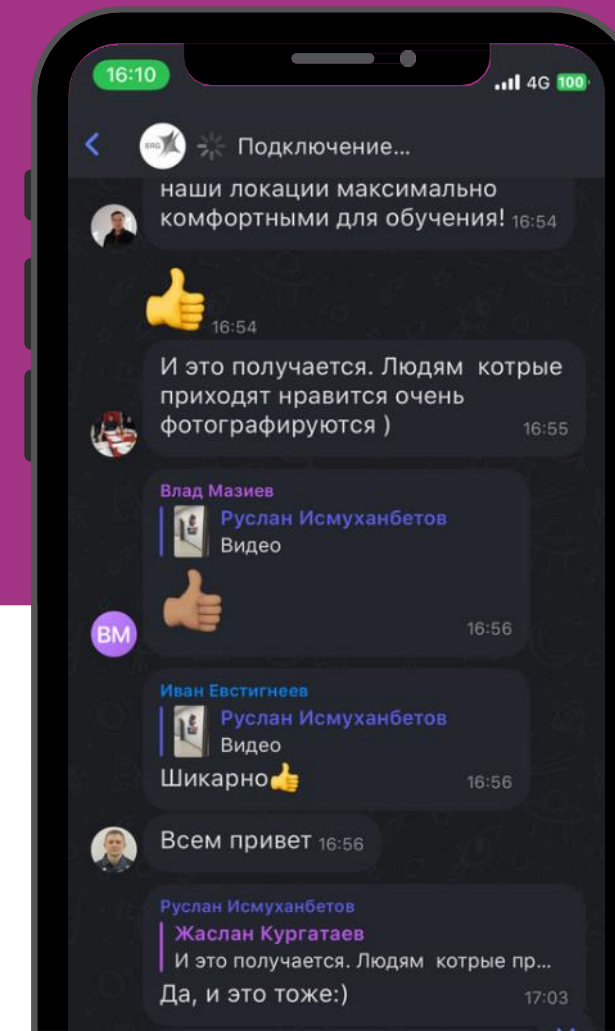 16:10
4G 100
ERG
Подключение...
наши локации максимально
комфортными для обучения! 16:54
16:54
И это получается. Людям котрые
приходят нравится очень
фотографируются ) 16:55
Влад Мазиев
Руслан Исмуханбетов
Видео
16:56
ВМ
Иван Евстигнеев
Руслан Исмуханбетов
Видео
Шикарно👍 16:56
Всем привет 16:56
Руслан Исмуханбетов
Жаслан Кургатаев
И это получается. Людям котрые пр...
Да, и это тоже:) 17:03